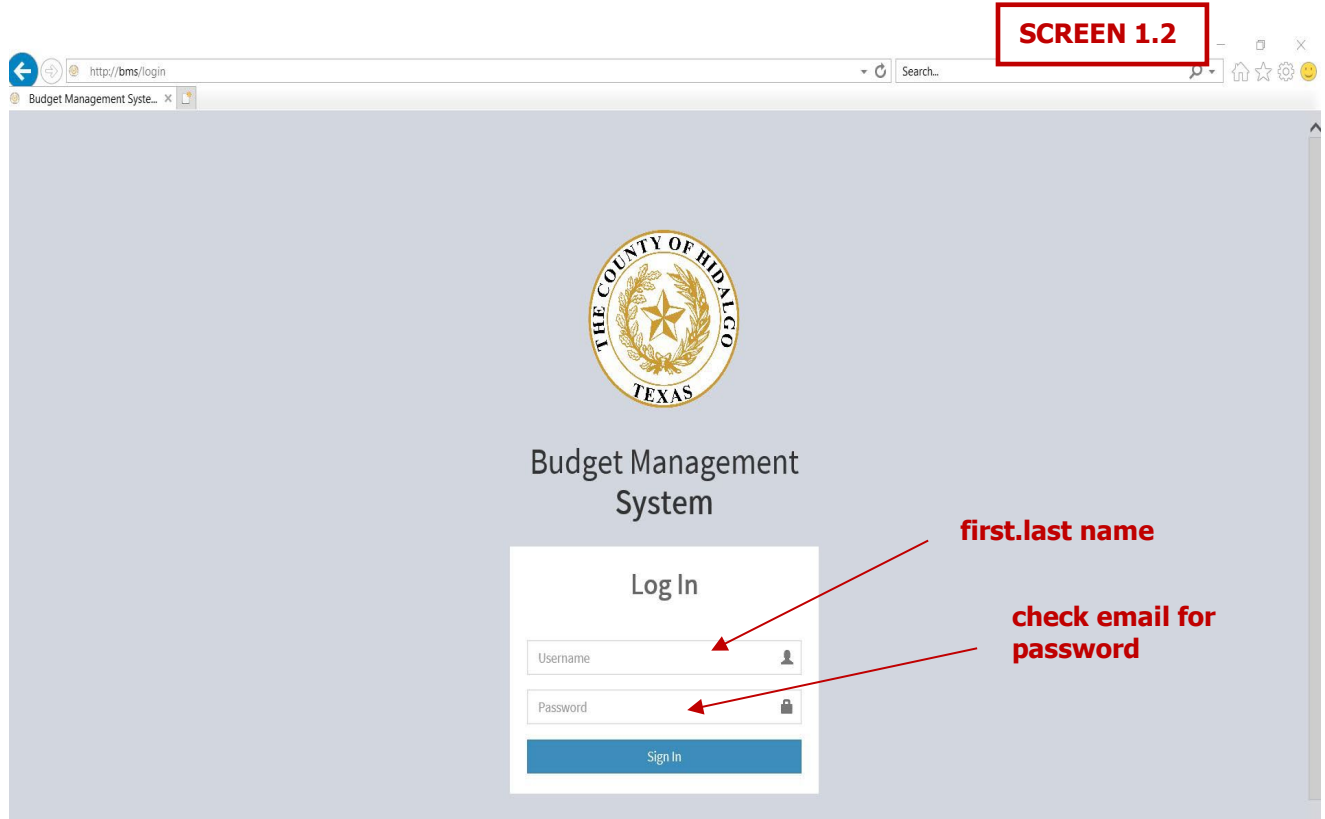 SCREEN 1.2
http://bms/login
Search...
Budget Management Syste...
THE COUNTY OF HIDALGO
TEXAS
Budget Management
System
first.last name
Log In
check email for
password
Username
Password
Sign In